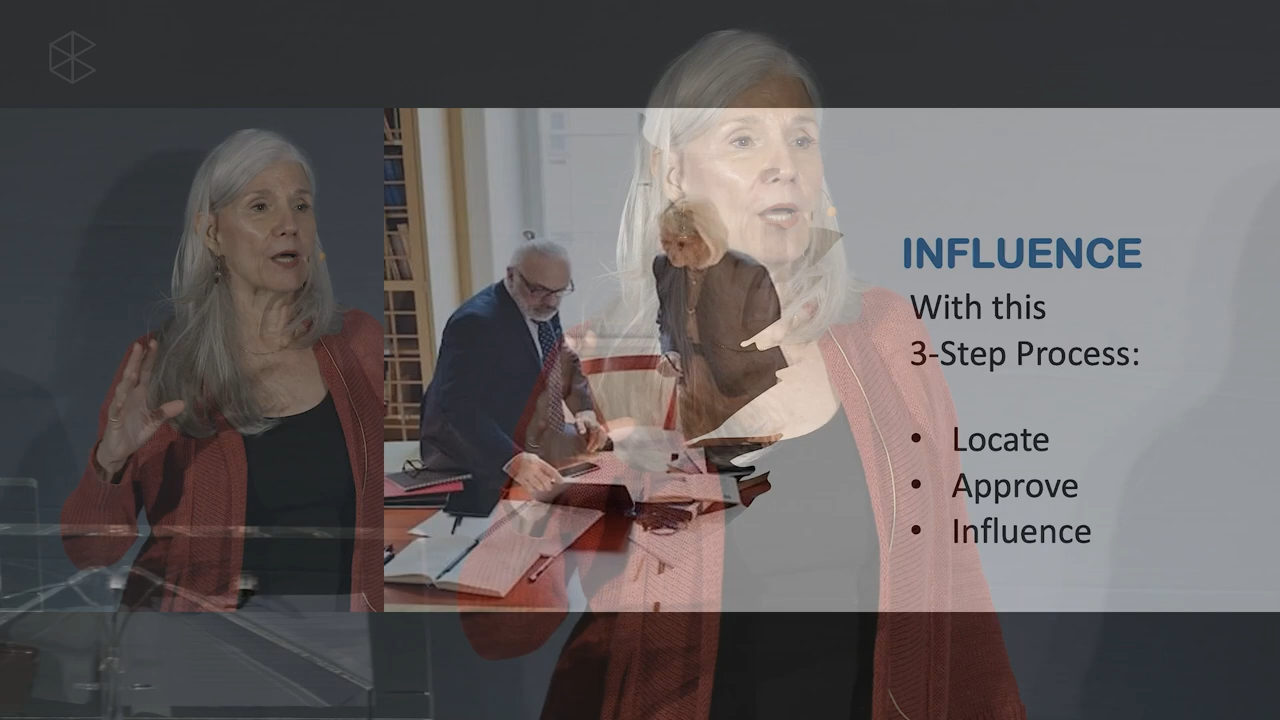 INFLUENCE
With this
3-Step Process:
• Locate
• Approve
• Influence